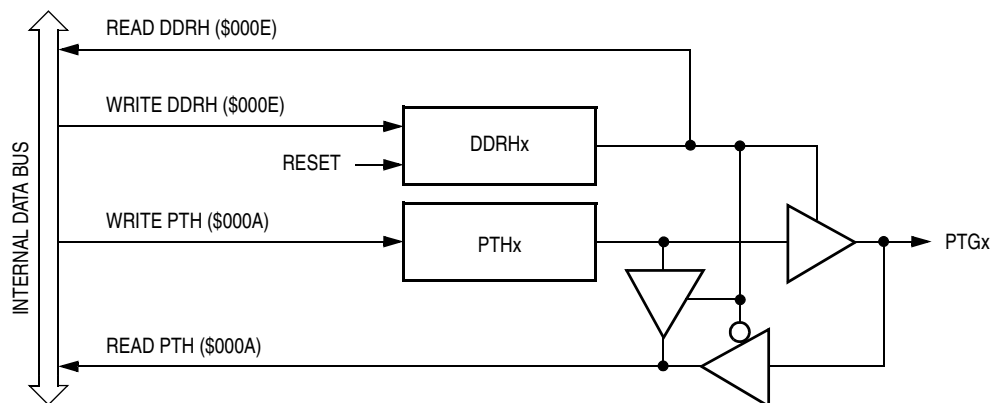 READ DDRH ($000E)
WRITE DDRH ($000E)
DDRHx
RESET
INTERNAL DATA BUS
WRITE PTH ($000A)
PTHx
PTGx
READ PTH ($000A)